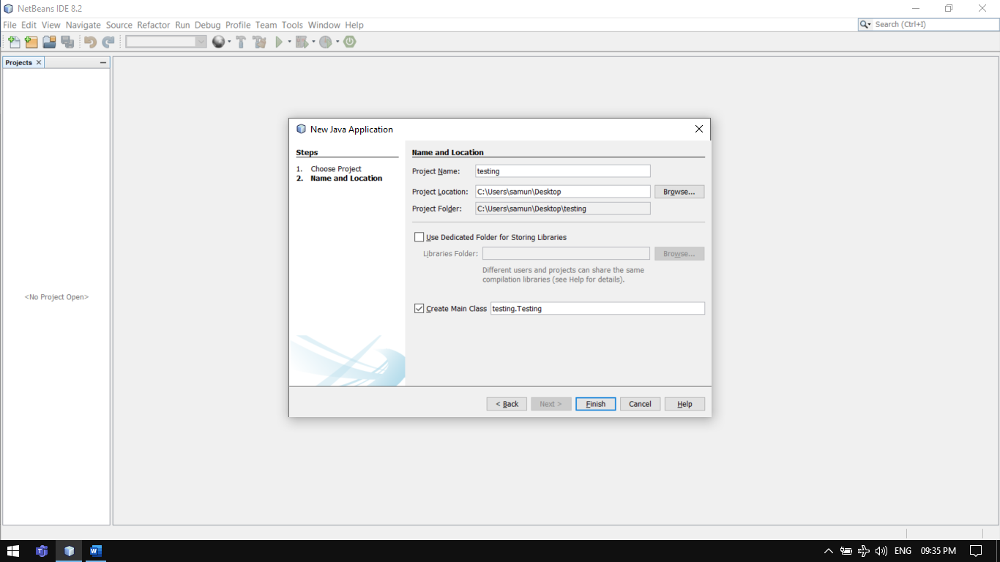 NetBeans IDE 8.2
File Edit View Navigate Source Refactor Run Debug Profile Team Tools Window Help
Search (Ctrl+I)
Projects
<No Project Open>
New Java Application
Steps
1. Choose Project
2. Name and Location
Name and Location
Project Name: testing
Project Location: C:\Users\samun\Desktop Browse...
Project Folder: C:\Users\samun\Desktop\testing
Use Dedicated Folder for Storing Libraries
Libraries Folder: Browse...
Different users and projects can share the same
compilation libraries (see Help for details).
Create Main Class testing.Testing
< Back Next > Finish Cancel Help
ENG 09:35 PM